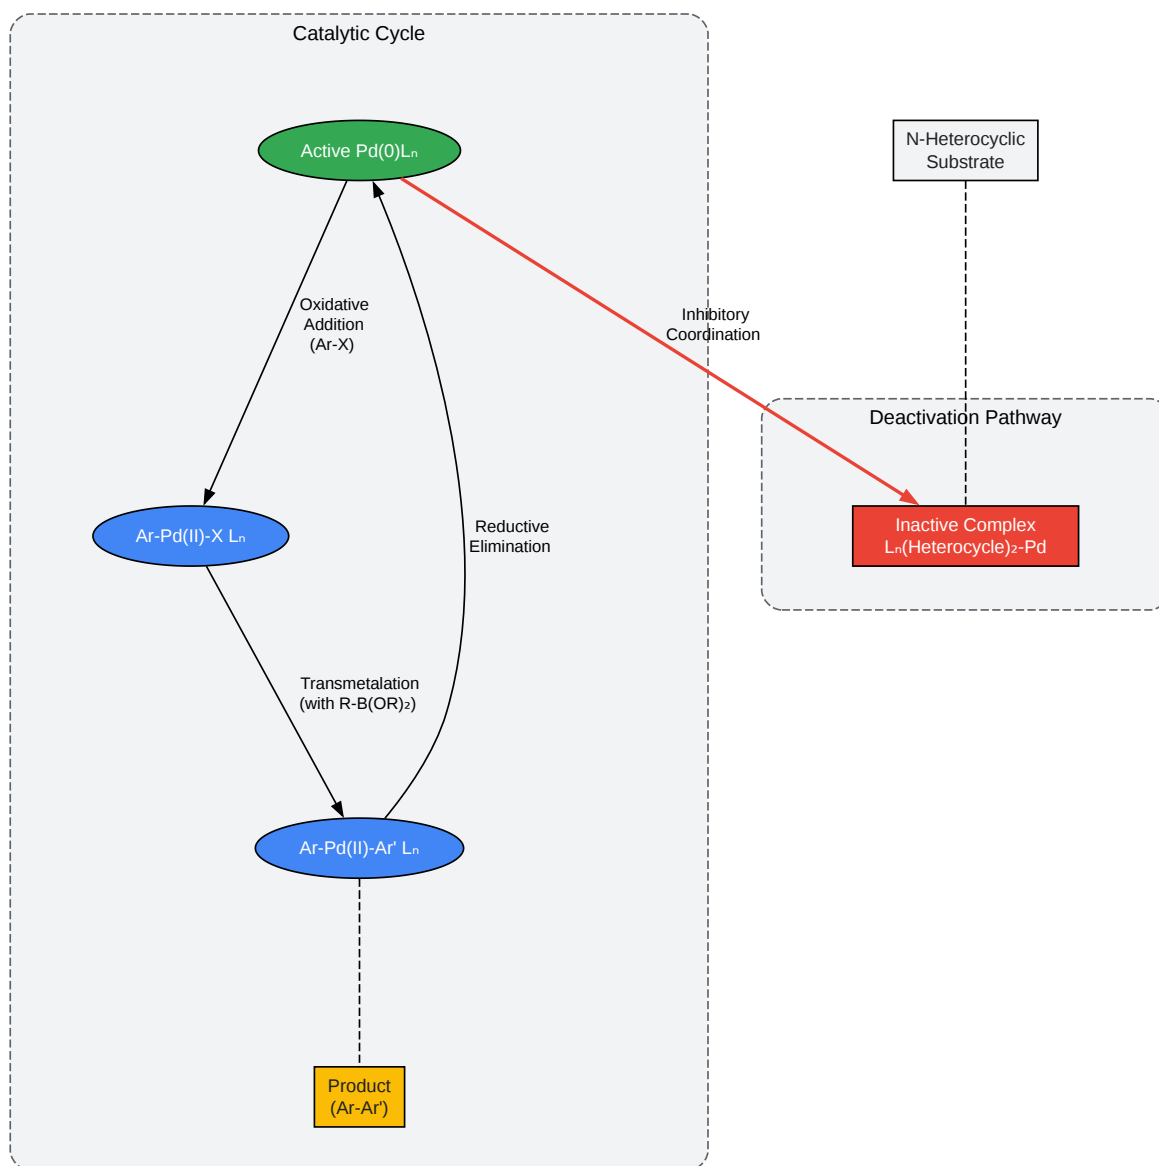 Catalytic Cycle
Active Pd(0)Lₙ
N-Heterocyclic
Substrate
Oxidative
Addition
(Ar-X)
Inhibitory
Coordination
Deactivation Pathway
Ar-Pd(II)-X Lₙ
Reductive
Elimination
Inactive Complex
Lₙ(Heterocycle)₂-Pd
Transmetalation
(with R-B(OR)₂)
Ar-Pd(II)-Ar' Lₙ
Product
(Ar-Ar')